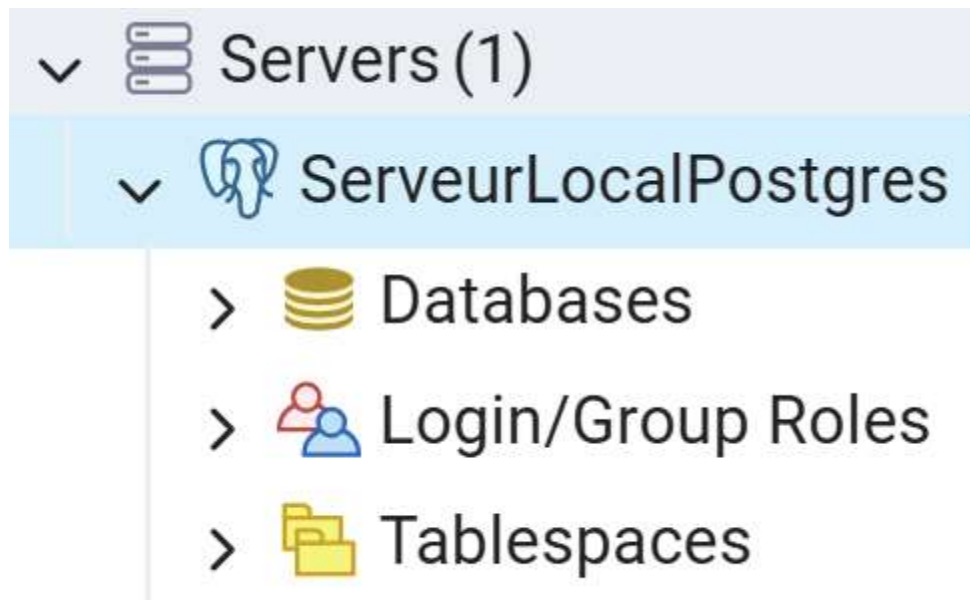 Servers (1)
ServeurLocalPostgres
Databases
Login/Group Roles
Tablespaces